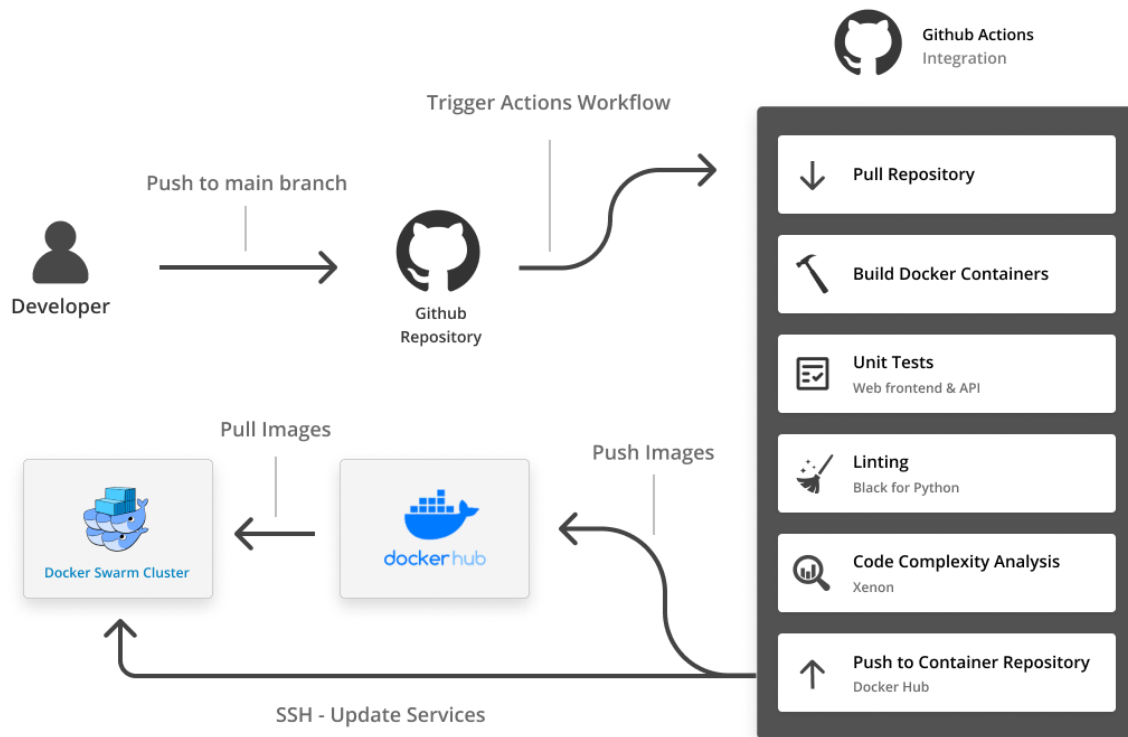 Github Actions
Integration
Trigger Actions Workflow
Push to main branch
Developer
Github
Repository
Pull Repository
Build Docker Containers
Unit Tests
Web frontend & API
Linting
Black for Python
Code Complexity Analysis
Xenon
Push to Container Repository
Docker Hub
Pull Images
Push Images
Docker Swarm Cluster
dockerhub
SSH - Update Services